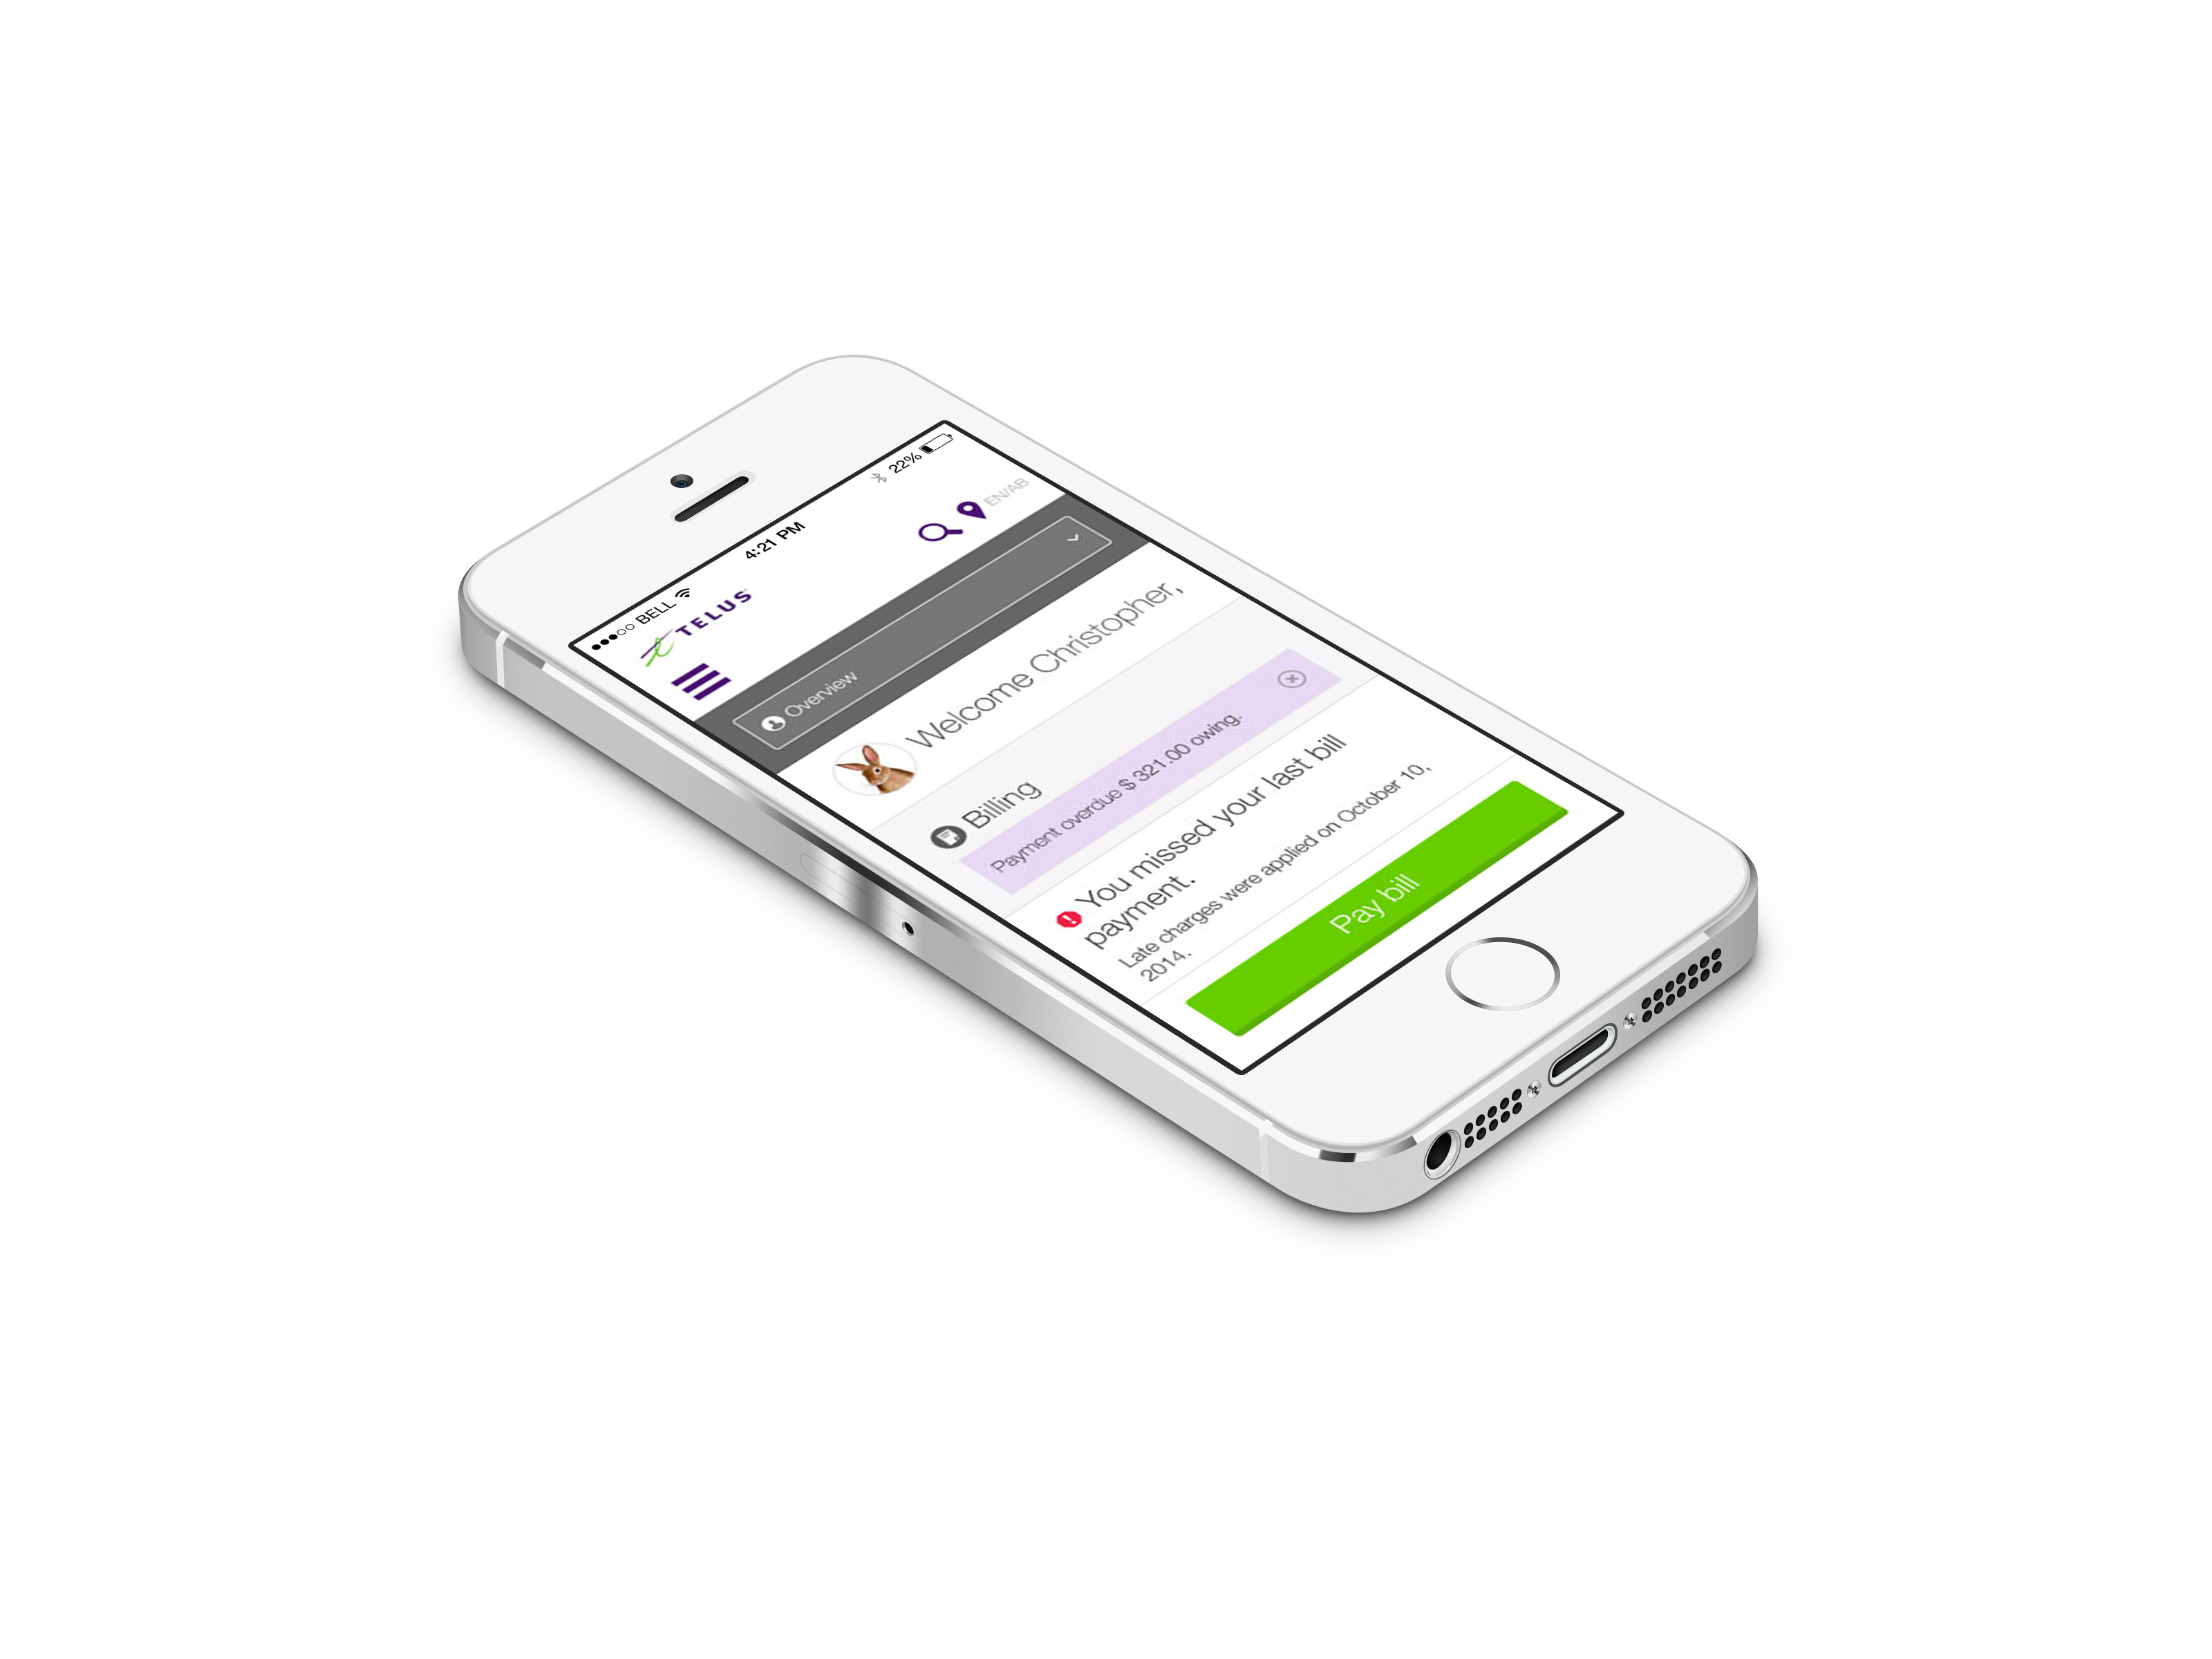 BELL 4:21 PM 22%
TELUS EN/AB
Overview
Welcome Christopher,
Billing
Payment overdue $ 321.00 owing.
You missed your last bill
payment.
Late charges were applied on October 10,
2014.
Pay bill